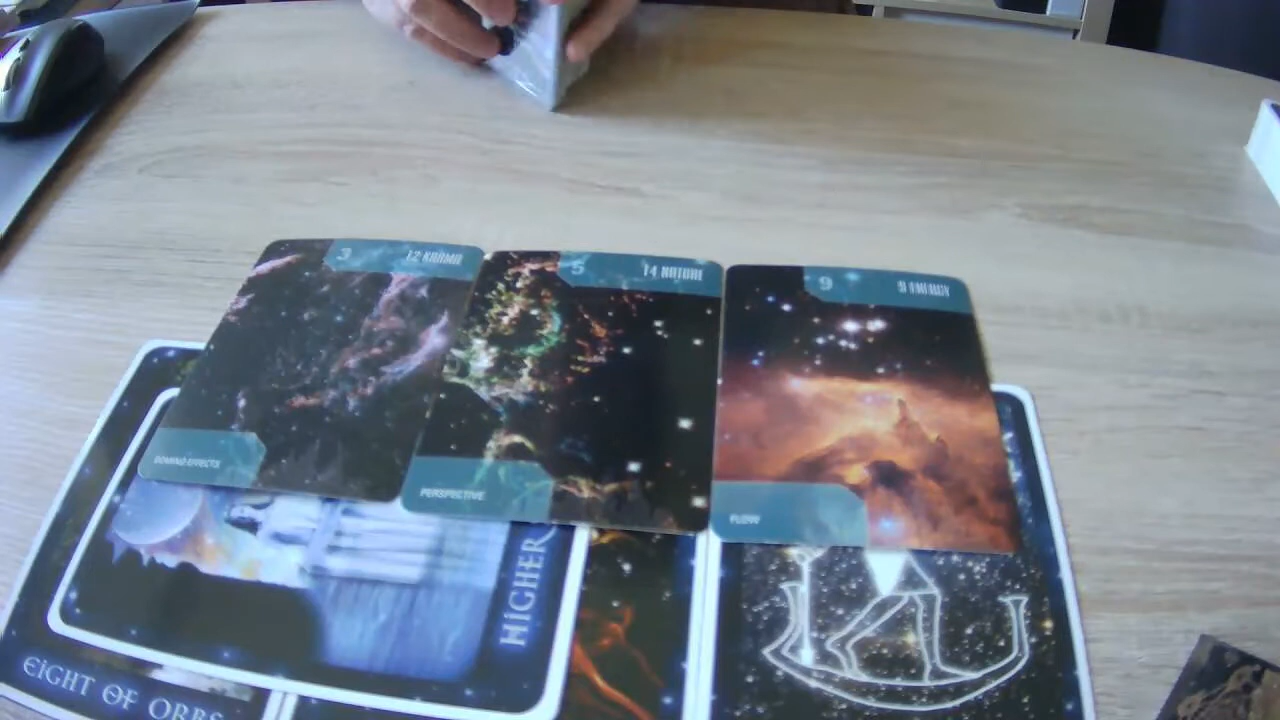 3 12 KARMA
DOMINO EFFECTS
5 14 NATURE
PERSPECTIVE
9 9 ENERGY
FLOW
HiGHER
EiGHT OF ORBS